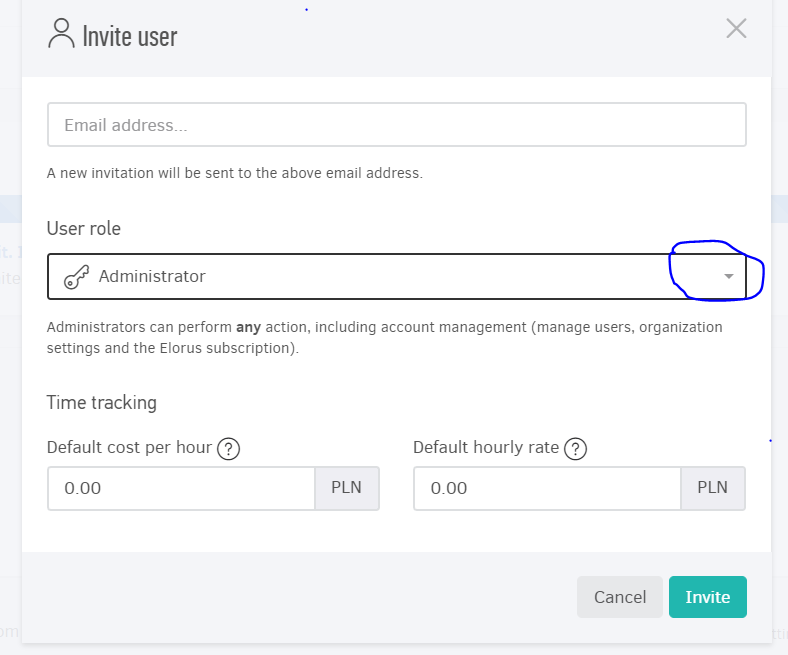 Invite user
Email address...
A new invitation will be sent to the above email address.
User role
Administrator
Administrators can perform any action, including account management (manage users, organization
settings and the Elorus subscription).
Time tracking
Default cost per hour ?
Default hourly rate ?
0.00 PLN
0.00 PLN
Cancel
Invite